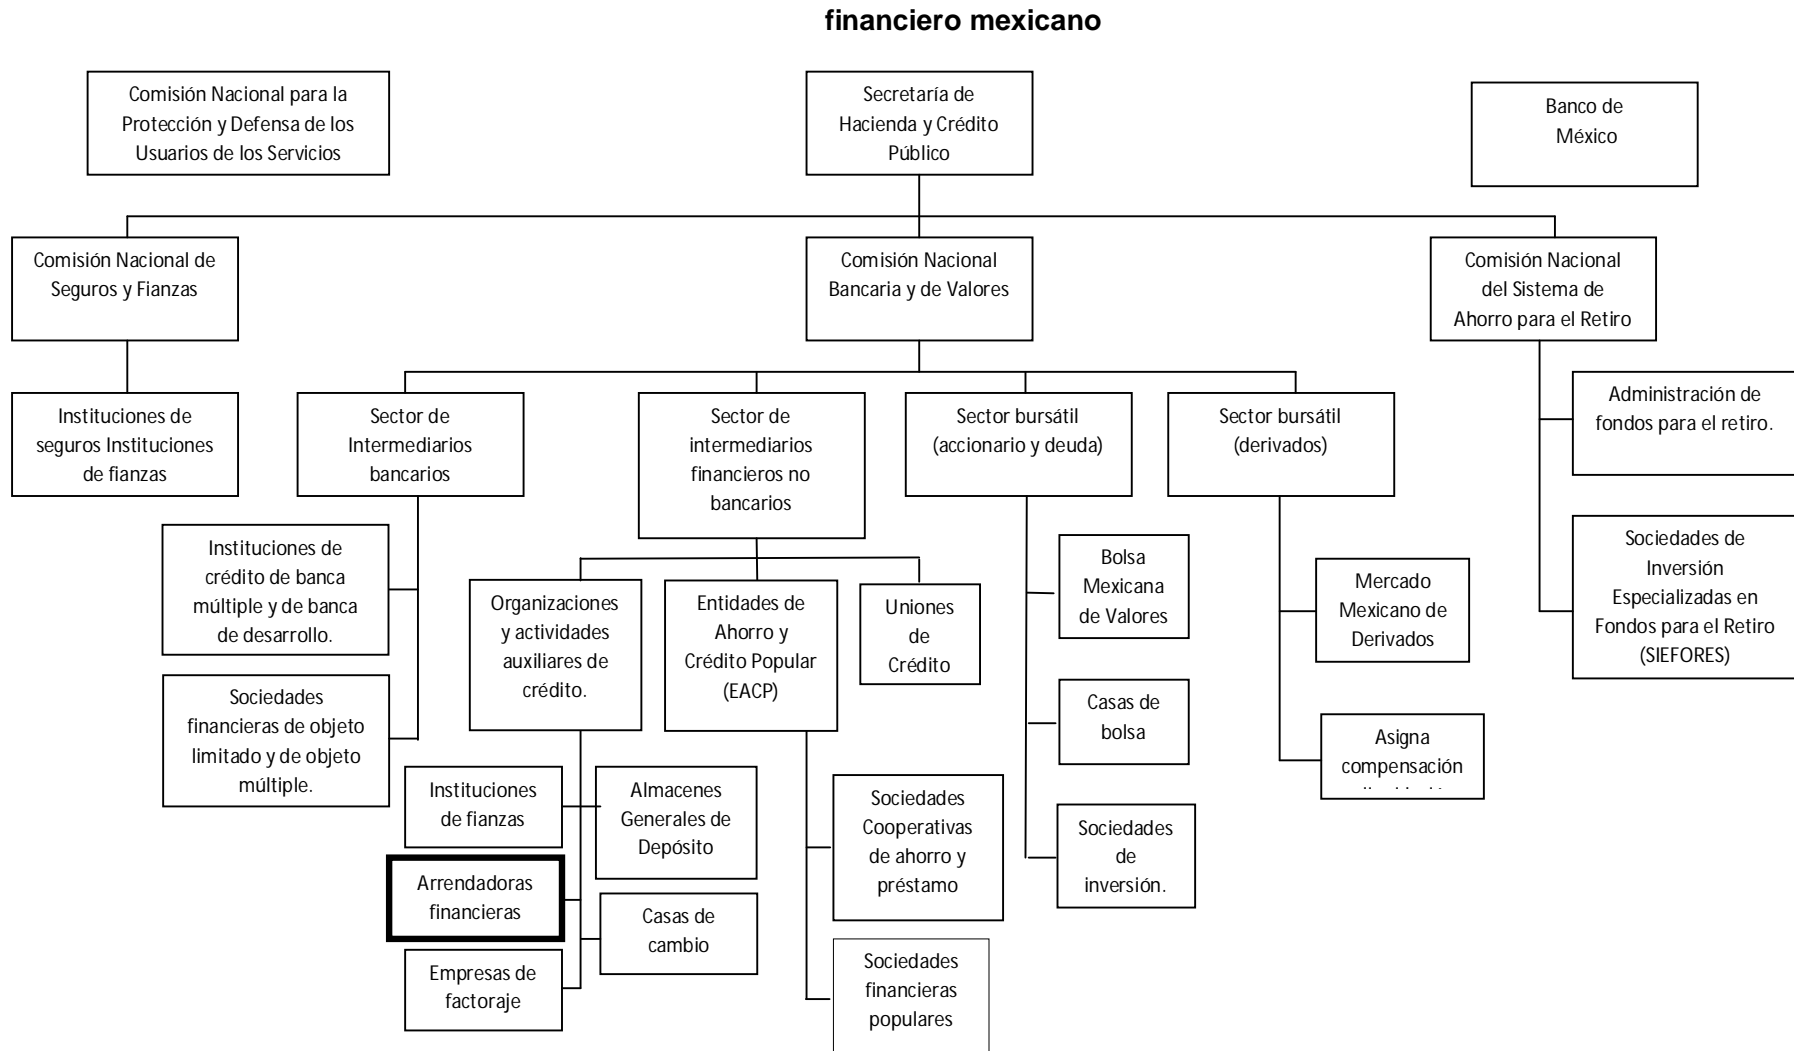 financiero mexicano
Comisión Nacional para la
Protección y Defensa de los
Usuarios de los Servicios
Secretaría de
Hacienda y Crédito
Público
Banco de
México
Comisión Nacional de
Seguros y Fianzas
Comisión Nacional
Bancaria y de Valores
Comisión Nacional
del Sistema de
Ahorro para el Retiro
Instituciones de
seguros Instituciones
de fianzas
Sector de
Intermediarios
bancarios
Sector de
intermediarios
financieros no
bancarios
Sector bursátil
(accionario y deuda)
Sector bursátil
(derivados)
Administración de
fondos para el retiro.
Instituciones de
crédito de banca
múltiple y de banca
de desarrollo.
Sociedades
financieras de objeto
limitado y de objeto
múltiple.
Organizaciones
y actividades
auxiliares de
crédito.
Entidades de
Ahorro y
Crédito Popular
(EACP)
Uniones
de
Crédito
Bolsa
Mexicana
de Valores
Mercado
Mexicano de
Derivados
Sociedades de
Inversión
Especializadas en
Fondos para el Retiro
(SIEFORES)
Casas de
bolsa
Asigna
compensación
Instituciones
de fianzas
Almacenes
Generales de
Depósito
Sociedades
Cooperativas
de ahorro y
préstamo
Sociedades
de
inversión.
Arrendadoras
financieras
Casas de
cambio
Empresas de
factoraje
Sociedades
financieras
populares